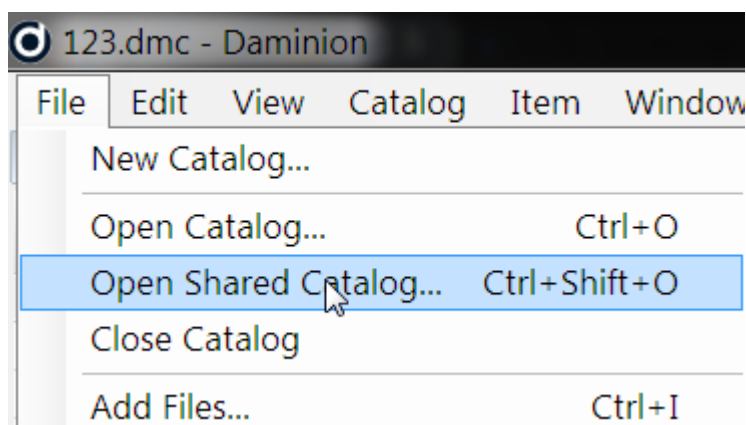 123.dmc - Daminion
File Edit View Catalog Item Window
New Catalog...
Open Catalog... Ctrl+O
Open Shared Catalog... Ctrl+Shift+O
Close Catalog
Add Files... Ctrl+I